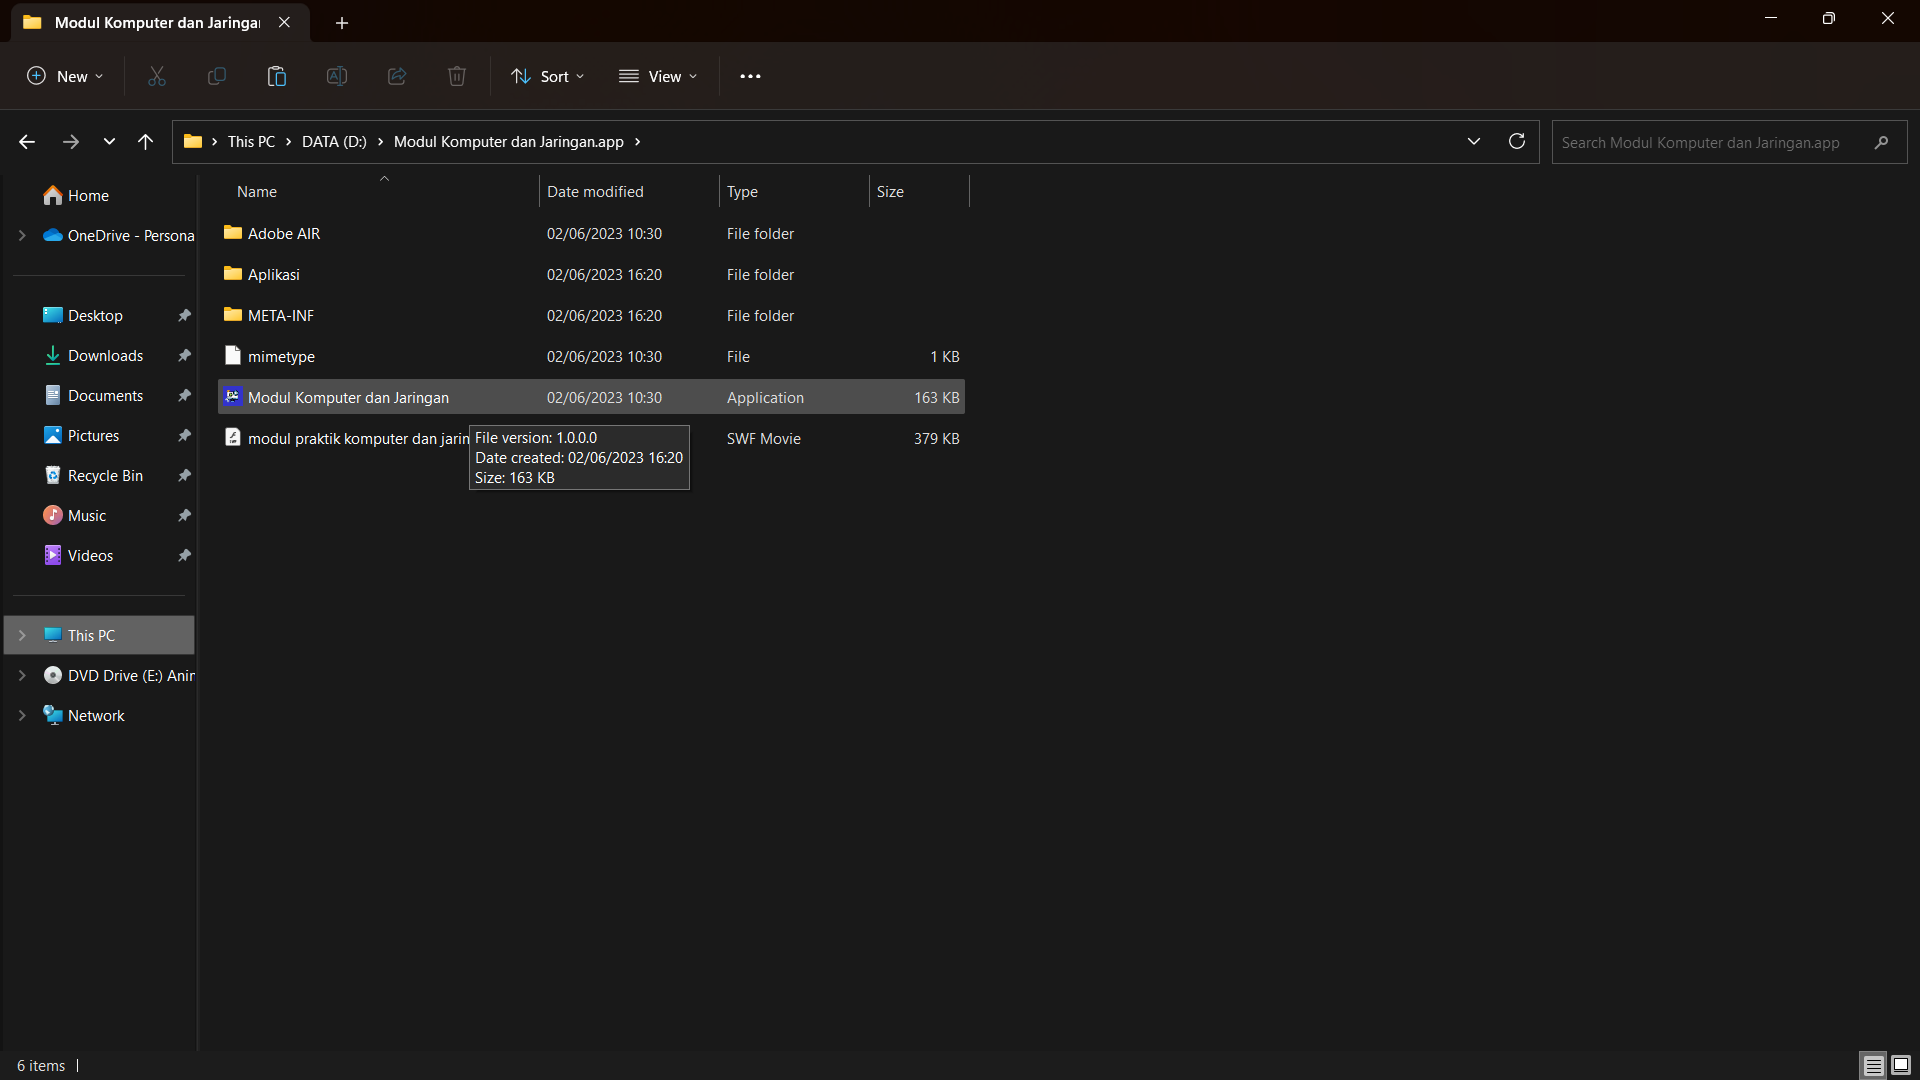 Modul Komputer dan Jaringa
New
Sort
View
This PC
DATA (D:)
Modul Komputer dan Jaringan.app
Search Modul Komputer dan Jaringan.app
Home
OneDrive - Persona
Desktop
Downloads
Documents
Pictures
Recycle Bin
Music
Videos
This PC
DVD Drive (E:) Anin
Network
Name Date modified Type Size
Adobe AIR 02/06/2023 10:30 File folder
Aplikasi 02/06/2023 16:20 File folder
META-INF 02/06/2023 16:20 File folder
mimetype 02/06/2023 10:30 File 1 KB
Modul Komputer dan Jaringan 02/06/2023 10:30 Application 163 KB
modul praktik komputer dan jarin SWF Movie 379 KB
File version: 1.0.0.0
Date created: 02/06/2023 16:20
Size: 163 KB
6 items